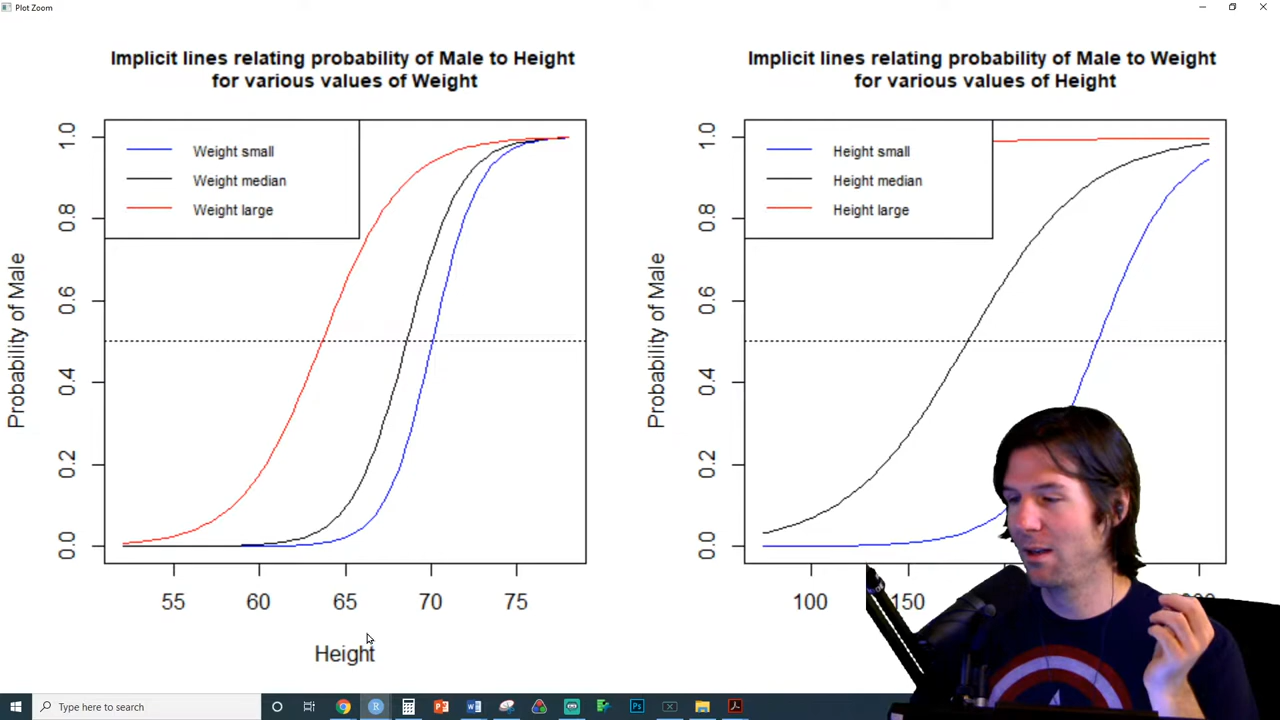 Plot Zoom
Implicit lines relating probability of Male to Height
for various values of Weight
Weight small
Weight median
Weight large
Probability of Male
0.0
0.2
0.4
0.6
0.8
1.0
55 60 65 70 75
Height
Implicit lines relating probability of Male to Weight
for various values of Height
Height small
Height median
Height large
Probability of Male
0.0
0.2
0.4
0.6
0.8
1.0
100 150
Type here to search